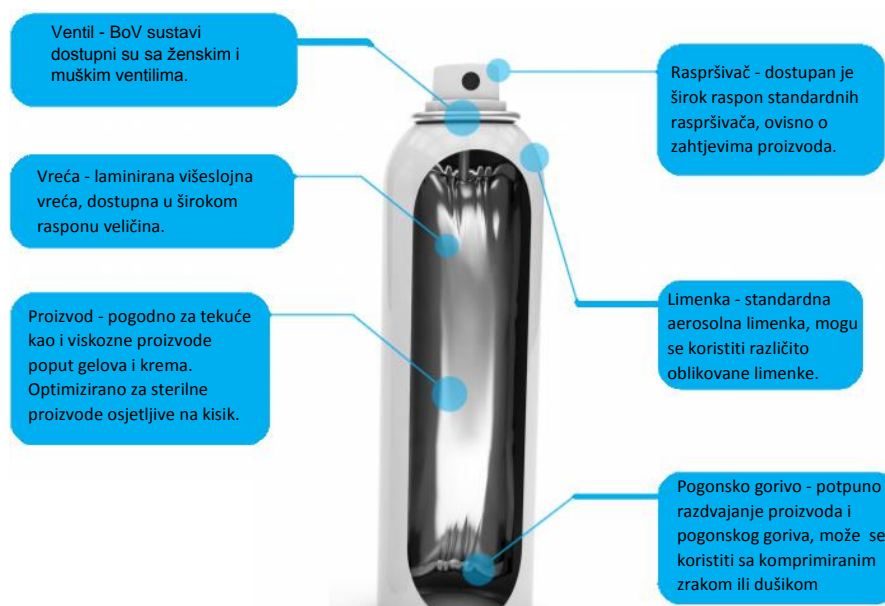 Ventil - BoV sustavi
dostupni su sa ženskim i
muškim ventilima.
Raspršivač - dostupan je
širok raspon standardnih
raspršivača, ovisno o
zahtjevima proizvoda.
Vreća - laminirana višeslojna
vreća, dostupna u širokom
rasponu veličina.
Limenka - standardna
aerosolna limenka, mogu
se koristiti različito
oblikovane limenke.
Proizvod - pogodno za tekuće
kao i viskozne proizvode
poput gelova i krema.
Optimizirano za sterilne
proizvode osjetljive na kisik.
Pogonsko gorivo - potpuno
razdvajanje proizvoda i
pogonskog goriva, može se
koristiti sa komprimiranim
zrakom ili dušikom